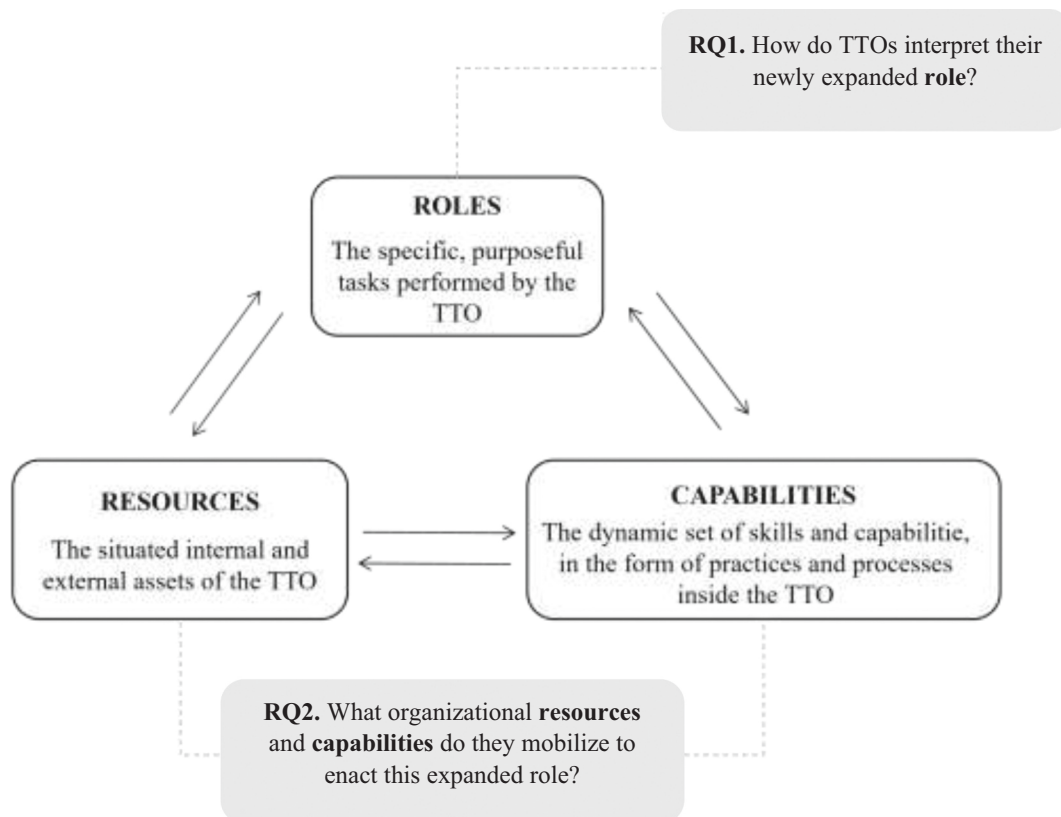 RQ1. How do TTOs interpret their
newly expanded role?
ROLES
The specific, purposeful
tasks performed by the
TTO
RESOURCES
The situated internal and
external assets of the TTO
CAPABILITIES
The dynamic set of skills and capabilitie,
in the form of practices and processes
inside the TTO
RQ2. What organizational resources
and capabilities do they mobilize to
enact this expanded role?